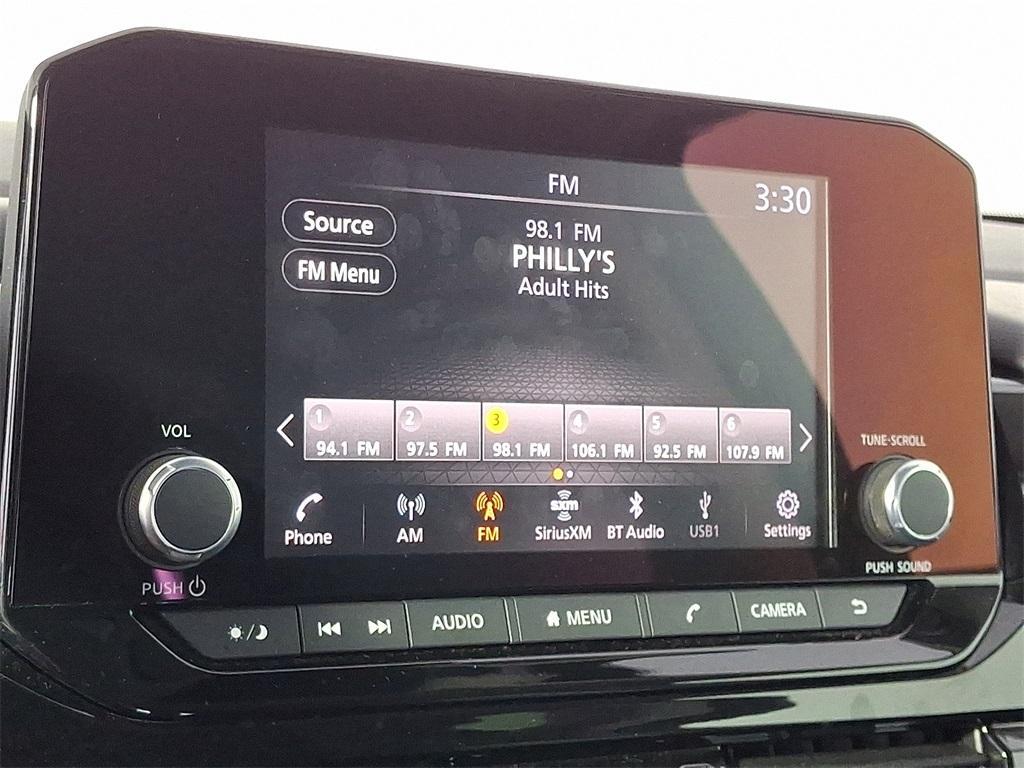 FM
3:30
Source
98.1 FM
FM Menu
PHILLY'S
Adult Hits
1 2 3 4 5 6
94.1 FM 97.5 FM 98.1 FM 106.1 FM 92.5 FM 107.9 FM
VOL
TUNE·SCROLL
sxm
Phone AM FM SiriusXM BT Audio USB1 Settings
PUSH
PUSH SOUND
AUDIO MENU CAMERA